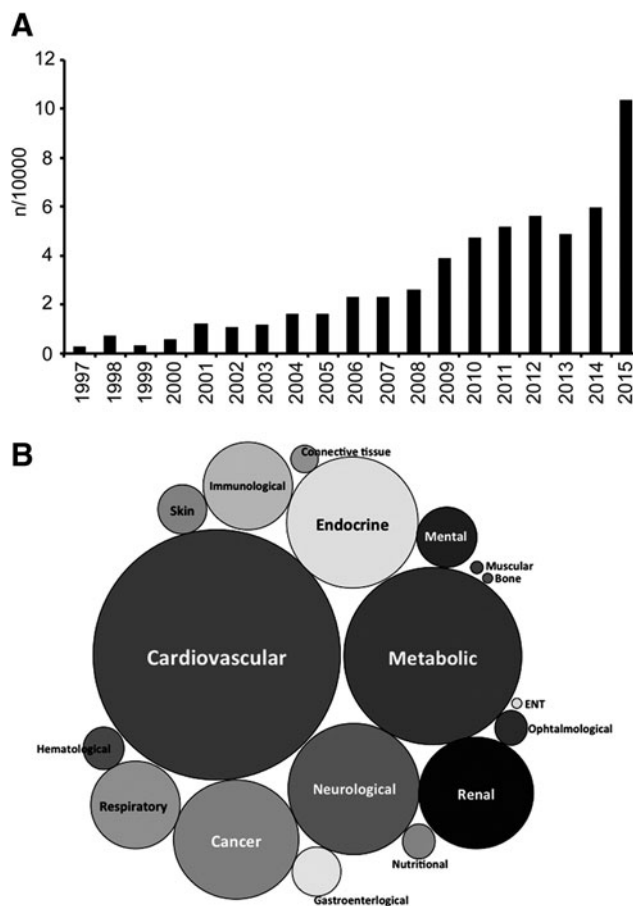 A
12
10
8
6
4
2
0
n/10000
1997
1998
1999
2000
2001
2002
2003
2004
2005
2006
2007
2008
2009
2010
2011
2012
2013
2014
2015
B
Connective tissue
Immunological
Skin
Endocrine
Mental
Muscular
Bone
Cardiovascular
Metabolic
ENT
Ophtalmological
Hematological
Neurological
Renal
Respiratory
Cancer
Nutritional
Gastroenterlogical